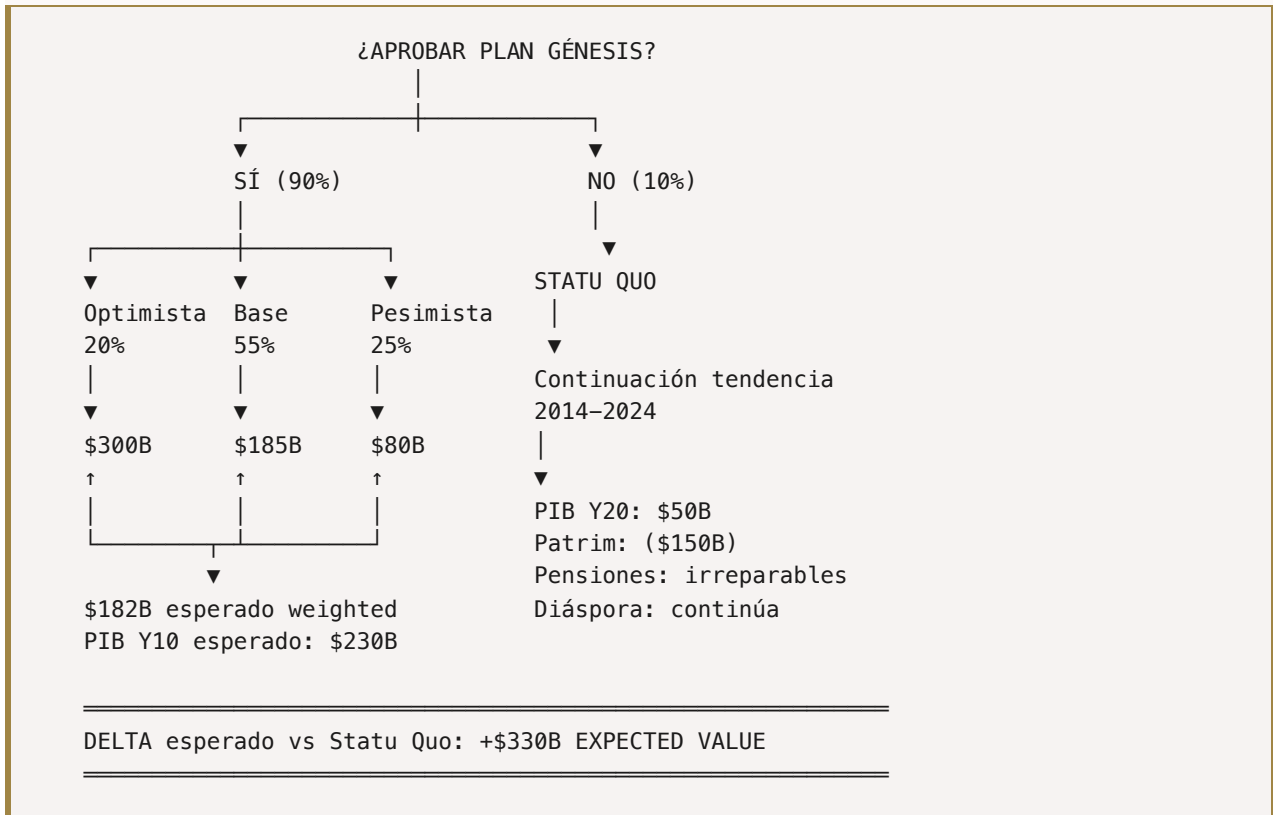 ¿APROBAR PLAN GÉNESIS?
SÍ (90%) NO (10%)
STATU QUO
Optimista Base Pesimista
20% 55% 25%
Continuación tendencia
2014–2024
$300B $185B $80B
PIB Y20: $50B
Patrim: ($150B)
Pensiones: irreparables
$182B esperado weighted Diáspora: continúa
PIB Y10 esperado: $230B
DELTA esperado vs Statu Quo: +$330B EXPECTED VALUE